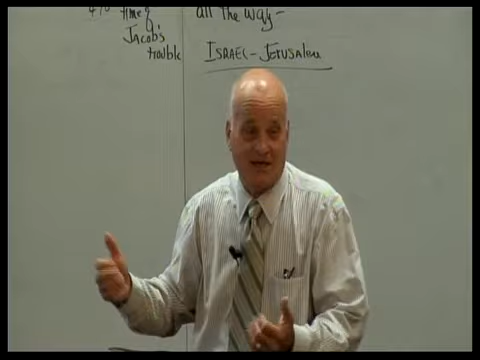 time of
Jacob's
trouble
all the way-
ISRAEL-JERUSALEM